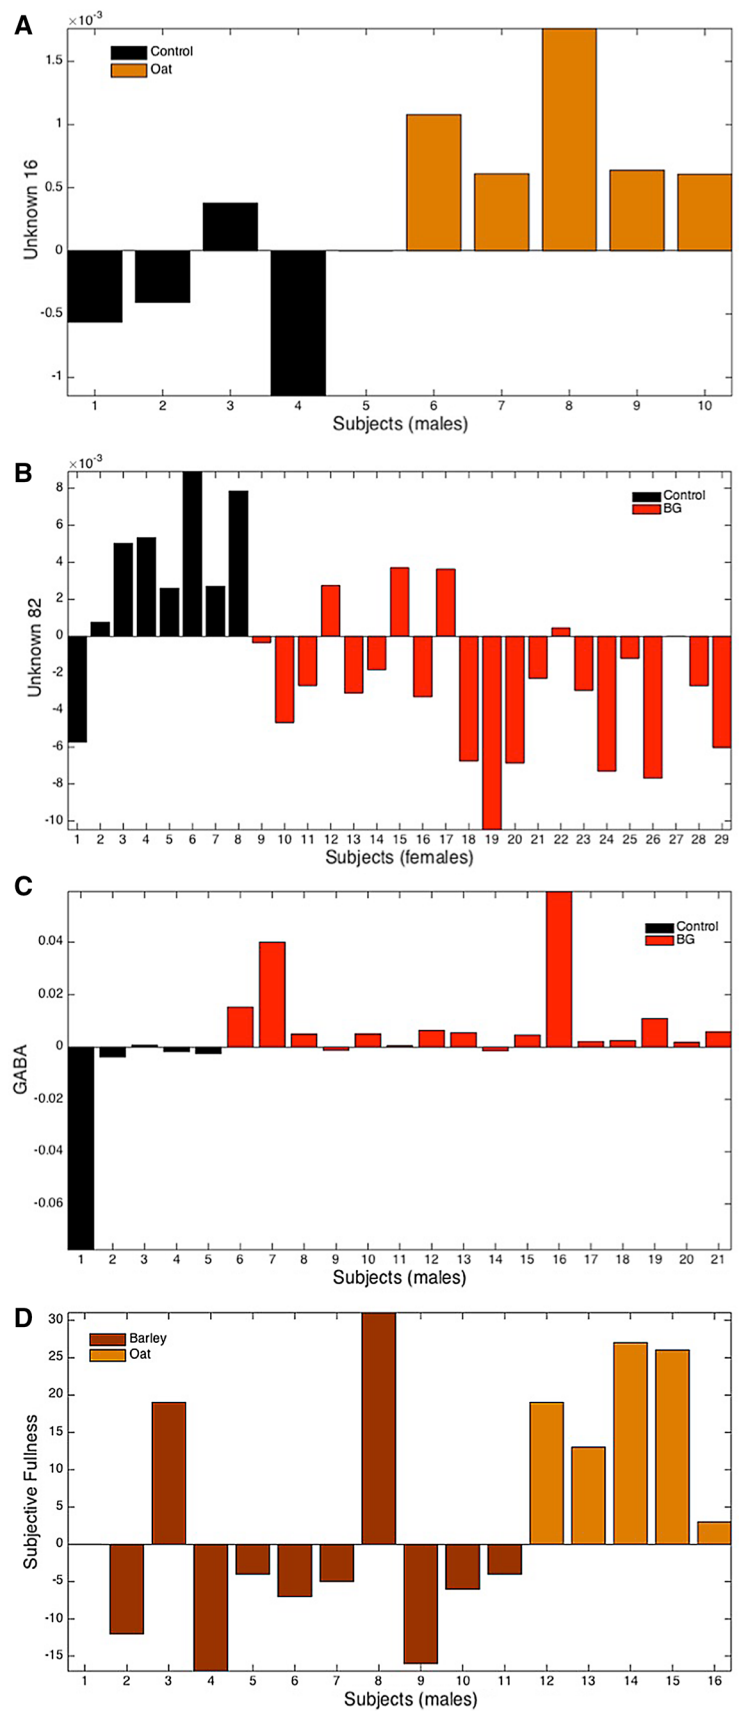 A
×10⁻³
Control
Oat
1.5
1
0.5
0
-0.5
-1
Unknown 16
1 2 3 4 5 6 7 8 9 10
Subjects (males)
B
×10⁻³
Control
BG
8
6
4
2
0
-2
-4
-6
-8
-10
Unknown 82
1 2 3 4 5 6 7 8 9 10 11 12 13 14 15 16 17 18 19 20 21 22 23 24 25 26 27 28 29
Subjects (females)
C
Control
BG
0.04
0.02
0
-0.02
-0.04
-0.06
GABA
1 2 3 4 5 6 7 8 9 10 11 12 13 14 15 16 17 18 19 20 21
Subjects (males)
D
Barley
Oat
30
25
20
15
10
5
0
-5
-10
-15
Subjective Fullness
1 2 3 4 5 6 7 8 9 10 11 12 13 14 15 16
Subjects (males)